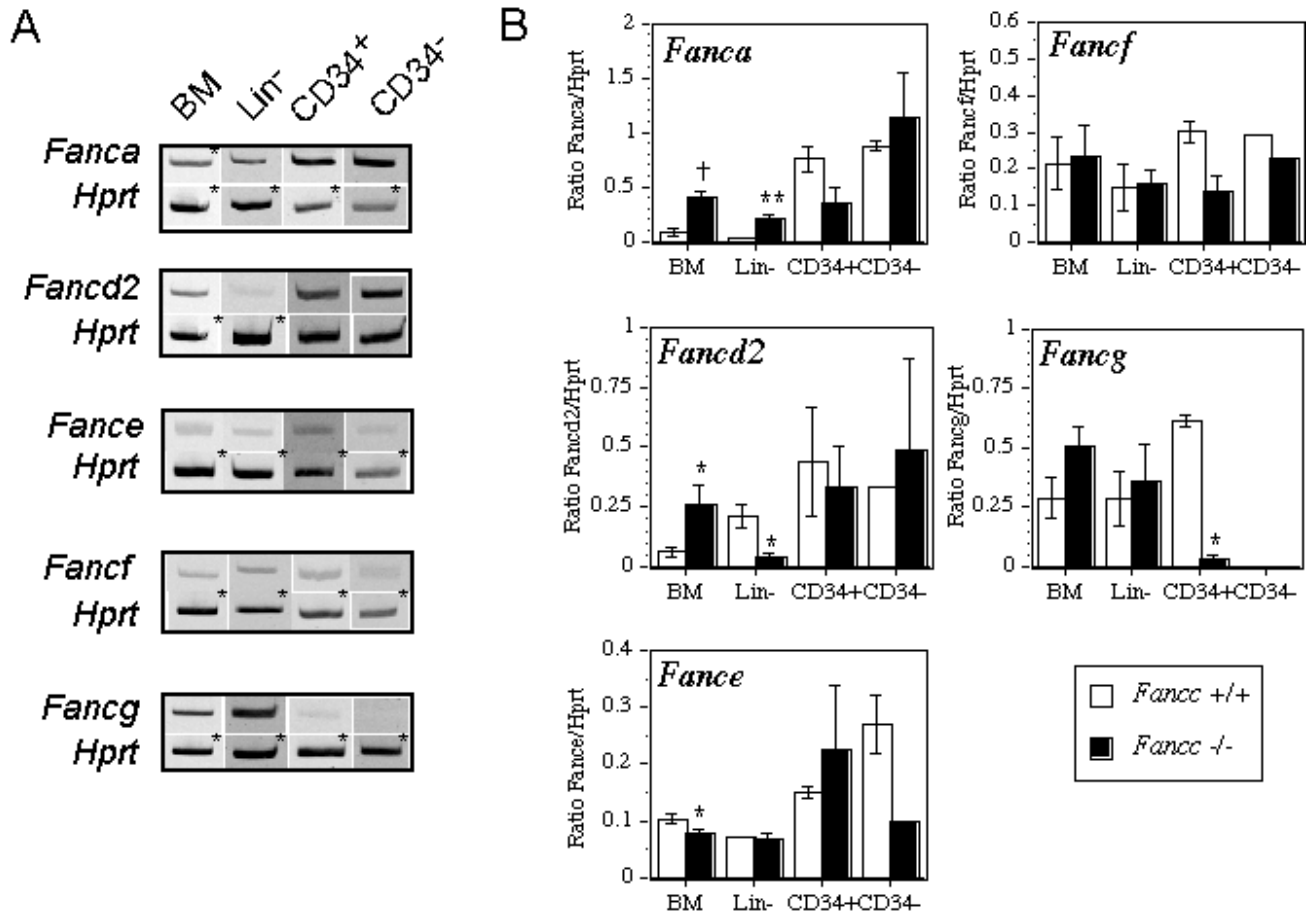 A
BM Lin⁻ CD34⁺ CD34⁻
Fanca *
Hprt * * * *
Fancd2
Hprt * *
Fance
Hprt * * * *
Fancf
Hprt * * * *
Fancg
Hprt * * * *
B
Fanca
Ratio Fanca/Hprt
2
1.5
1
0.5
0
† **
BM Lin- CD34+ CD34-
Fancf
Ratio Fancf/Hprt
0.6
0.5
0.4
0.3
0.2
0.1
0
BM Lin- CD34+ CD34-
Fancd2
Ratio Fancd2/Hprt
1
0.75
0.5
0.25
0
* *
BM Lin- CD34+ CD34-
Fancg
Ratio Fancg/Hprt
1
0.75
0.5
0.25
0
*
BM Lin- CD34+ CD34-
Fance
Ratio Fance/Hprt
0.4
0.3
0.2
0.1
0
*
BM Lin- CD34+ CD34-
Fancc +/+
Fancc -/-